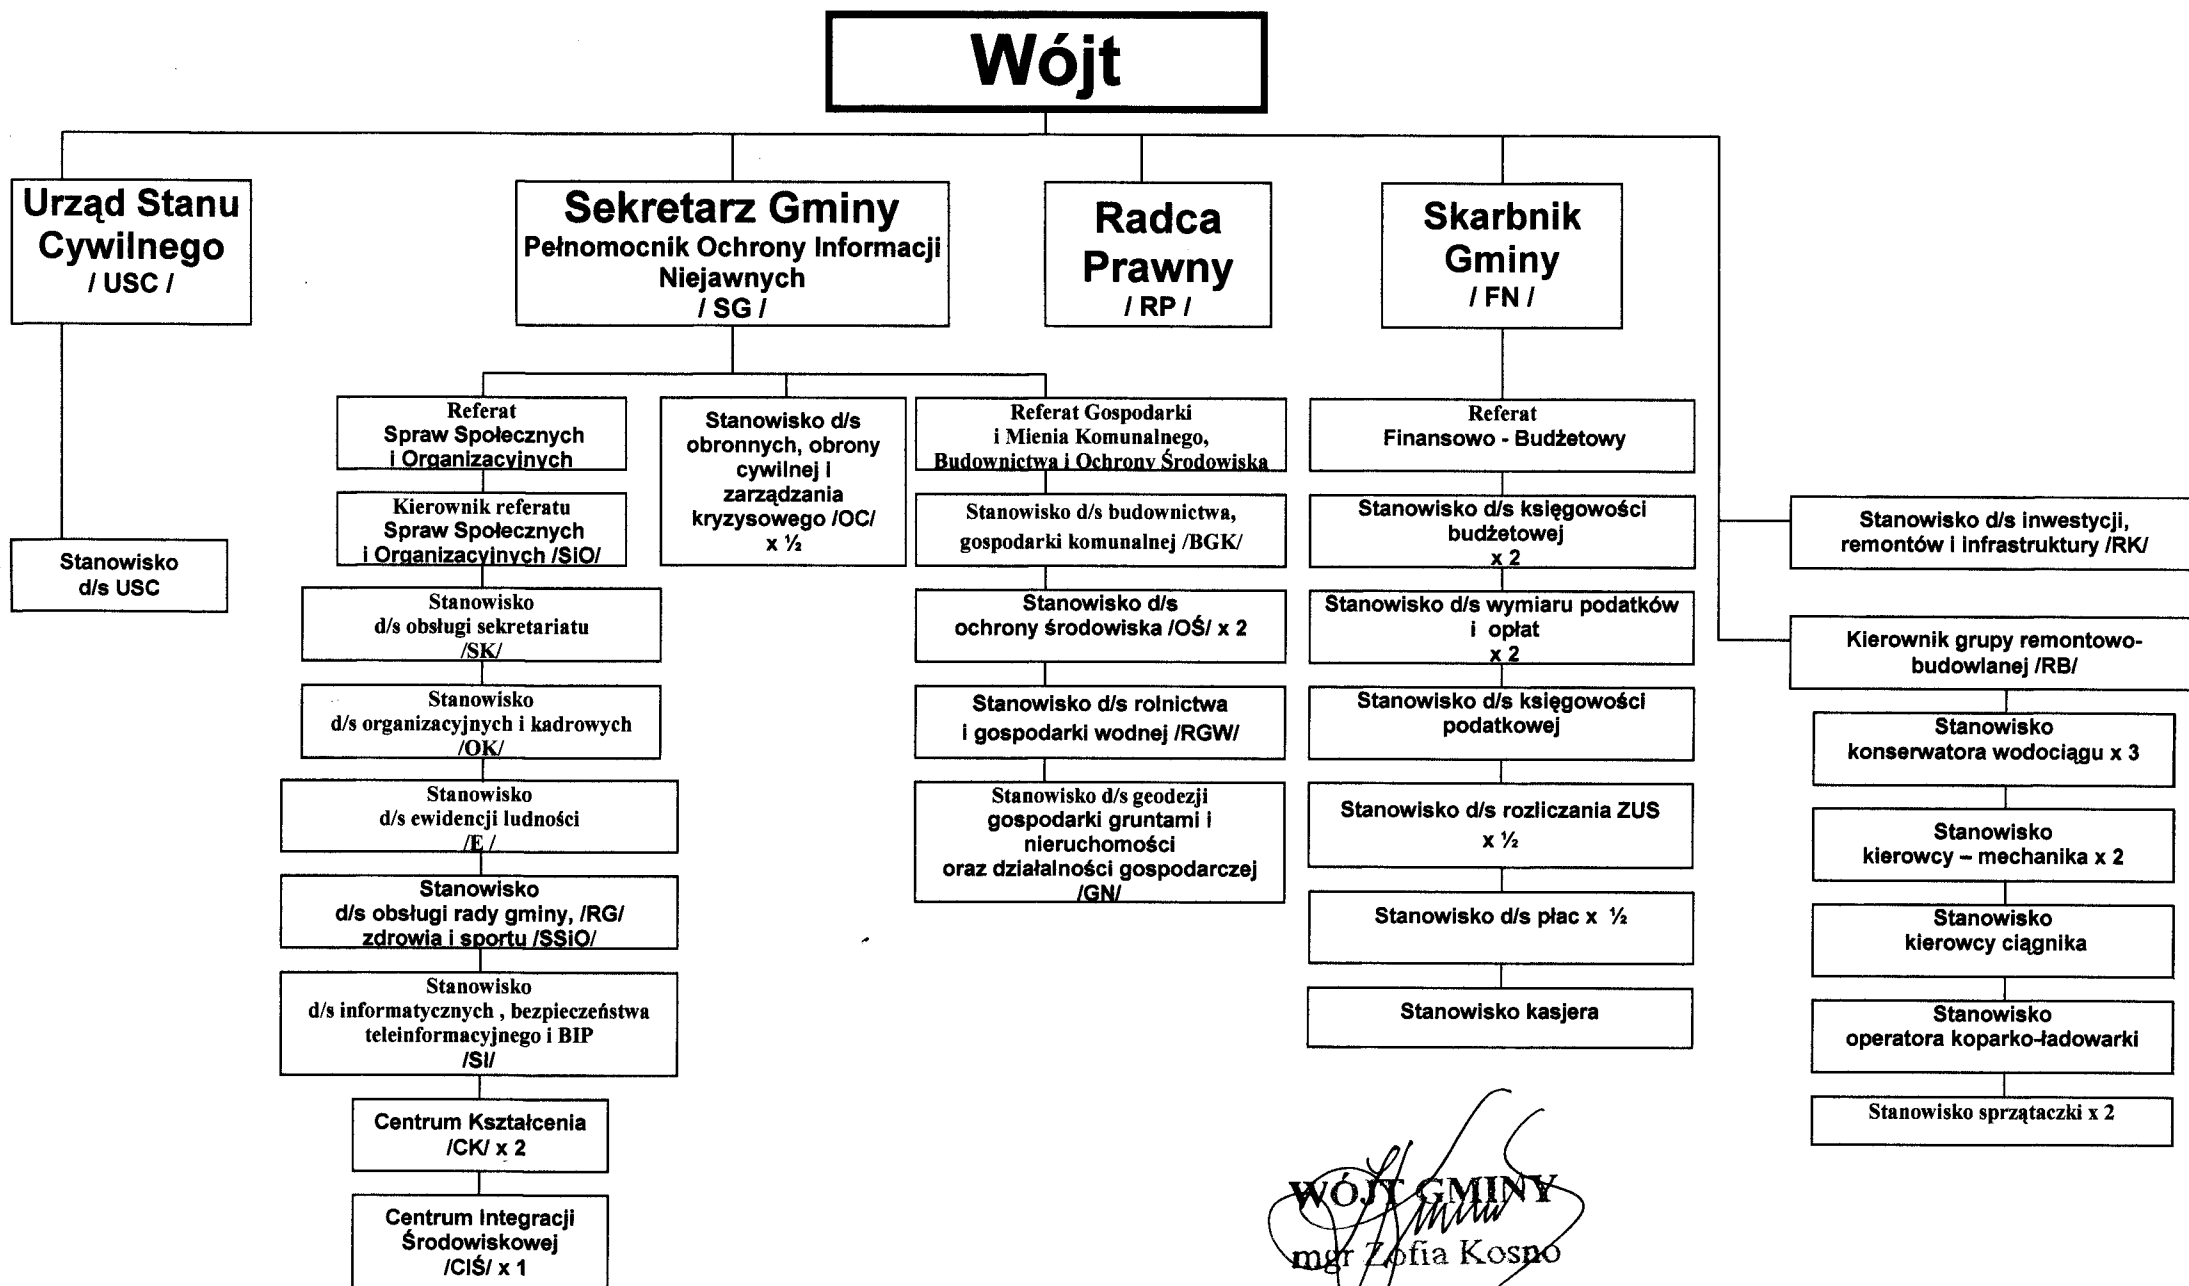 Wójt
Urząd Stanu
Cywilnego
/ USC /
Sekretarz Gminy
Pełnomocnik Ochrony Informacji
Niejawnych
/ SG /
Radca
Prawny
/ RP /
Skarbnik
Gminy
/ FN /
Stanowisko
d/s USC
Referat
Spraw Społecznych
i Organizacyjnych
Kierownik referatu
Spraw Społecznych
i Organizacyjnych /SiO/
Stanowisko
d/s obsługi sekretariatu
/SK/
Stanowisko
d/s organizacyjnych i kadrowych
/OK/
Stanowisko
d/s ewidencji ludności
/E /
Stanowisko
d/s obsługi rady gminy, /RG/
zdrowia i sportu /SSiO/
Stanowisko
d/s informatycznych , bezpieczeństwa
teleinformacyjnego i BIP
/SI/
Centrum Kształcenia
/CK/ x 2
Centrum Integracji
Środowiskowej
/CIŚ/ x 1
Stanowisko d/s
obronnych, obrony
cywilnej i
zarządzania
kryzysowego /OC/
x ½
Referat Gospodarki
i Mienia Komunalnego,
Budownictwa i Ochrony Środowiska
Stanowisko d/s budownictwa,
gospodarki komunalnej /BGK/
Stanowisko d/s
ochrony środowiska /OŚ/ x 2
Stanowisko d/s rolnictwa
i gospodarki wodnej /RGW/
Stanowisko d/s geodezji
gospodarki gruntami i
nieruchomości
oraz działalności gospodarczej
/GN/
Referat
Finansowo - Budżetowy
Stanowisko d/s księgowości
budżetowej
x 2
Stanowisko d/s wymiaru podatków
i opłat
x 2
Stanowisko d/s księgowości
podatkowej
Stanowisko d/s rozliczania ZUS
x ½
Stanowisko d/s płac x ½
Stanowisko kasjera
Stanowisko d/s inwestycji,
remontów i infrastruktury /RK/
Kierownik grupy remontowo-
budowlanej /RB/
Stanowisko
konserwatora wodociągu x 3
Stanowisko
kierowcy – mechanika x 2
Stanowisko
kierowcy ciągnika
Stanowisko
operatora koparko-ładowarki
Stanowisko sprzątaczki x 2
WÓJT GMINY
mgr Zofia Kosno